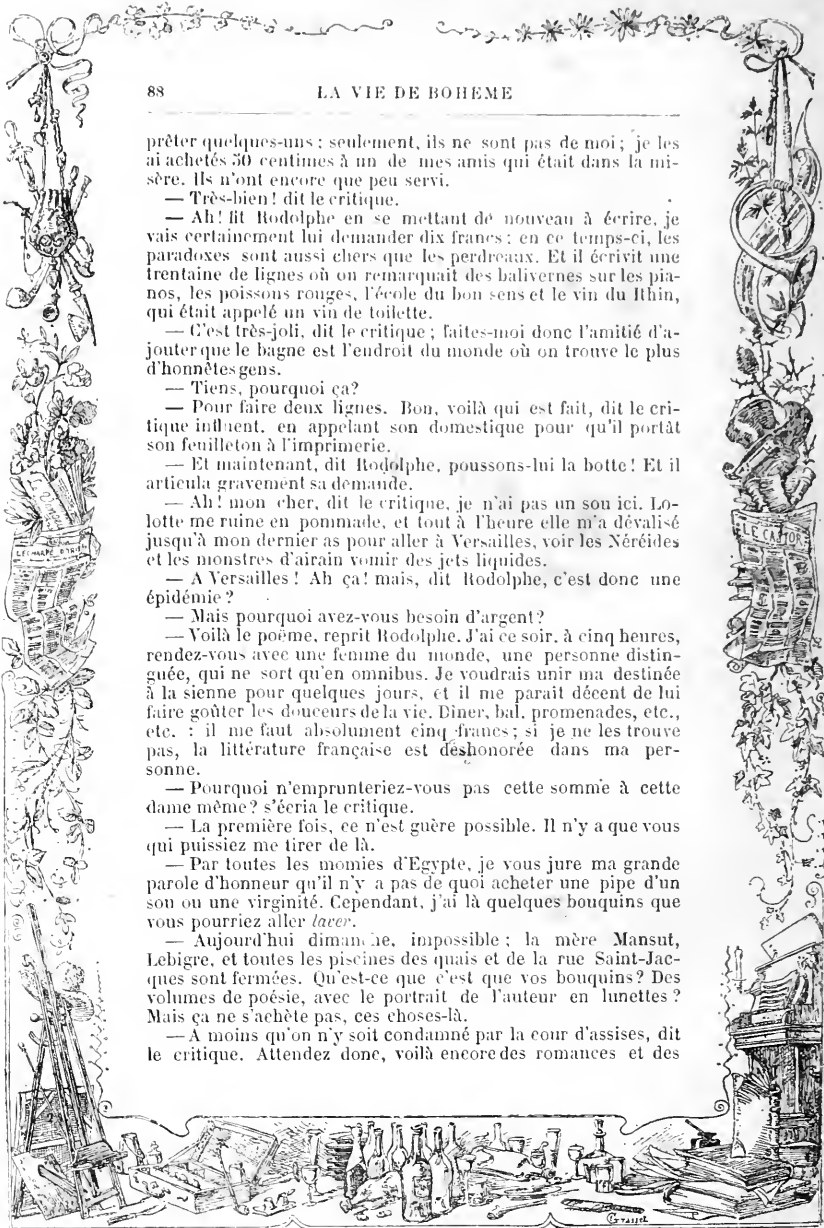 88 LA VIE DE BOHEME
prêter quelques-uns ; seulement, ils ne sont pas de moi ; je les
ai achetés 50 centimes à un de mes amis qui était dans la mi-
sère. Ils n'ont encore que peu servi.
— Très-bien ! dit le critique.
— Ah ! fit Rodolphe en se mettant de nouveau à écrire, je
vais certainement lui demander dix francs ; en ce temps-ci, les
paradoxes sont aussi chers que les perdreaux. Et il écrivit une
trentaine de lignes où on remarquait des balivernes sur les pia-
nos, les poissons rouges, l'école du bon sens et le vin du Rhin,
qui était appelé un vin de toilette.
— C'est très-joli, dit le critique ; faites-moi donc l'amitié d'a-
jouter que le bagne est l'endroit du monde où on trouve le plus
d'honnêtes gens.
— Tiens, pourquoi ça?
— Pour faire deux lignes. Bon, voilà qui est fait, dit le cri-
tique influent, en appelant son domestique pour qu'il portât
son feuilleton à l'imprimerie.
— Et maintenant, dit Rodolphe, poussons-lui la botte ! Et il
articula gravement sa demande.
— Ah ! mon cher, dit le critique, je n'ai pas un sou ici. Lo-
lotte me ruine en pommade, et tout à l'heure elle m'a dévalisé
jusqu'à mon dernier as pour aller à Versailles, voir les Néréides
et les monstres d'airain vomir des jets liquides.
— A Versailles ! Ah ça! mais, dit Rodolphe, c'est donc une
épidémie ?
— Mais pourquoi avez-vous besoin d'argent?
— Voilà le poëme, reprit Rodolphe. J'ai ce soir, à cinq heures,
rendez-vous avec une femme du monde, une personne distin-
guée, qui ne sort qu'en omnibus. Je voudrais unir ma destinée
à la sienne pour quelques jours, et il me parait décent de lui
faire goûter les douceurs de la vie. Diner, bal, promenades, etc.,
etc. : il me faut absolument cinq francs ; si je ne les trouve
pas, la littérature française est déshonorée dans ma per-
sonne.
— Pourquoi n'emprunteriez-vous pas cette somme à cette
dame même? s'écria le critique.
— La première fois, ce n'est guère possible. Il n'y a que vous
qui puissiez me tirer de là.
— Par toutes les momies d'Egypte, je vous jure ma grande
parole d'honneur qu'il n'y a pas de quoi acheter une pipe d'un
sou ou une virginité. Cependant, j'ai là quelques bouquins que
vous pourriez aller laver.
— Aujourd'hui dimanche, impossible ; la mère Mansut,
Lebigre, et toutes les piscines des quais et de la rue Saint-Jac-
ques sont fermées. Qu'est-ce que c'est que vos bouquins? Des
volumes de poésie, avec le portrait de l'auteur en lunettes ?
Mais ça ne s'achète pas, ces choses-là.
— A moins qu'on n'y soit condamné par la cour d'assises, dit
le critique. Attendez donc, voilà encore des romances et des
LE CASTOR
Grasset